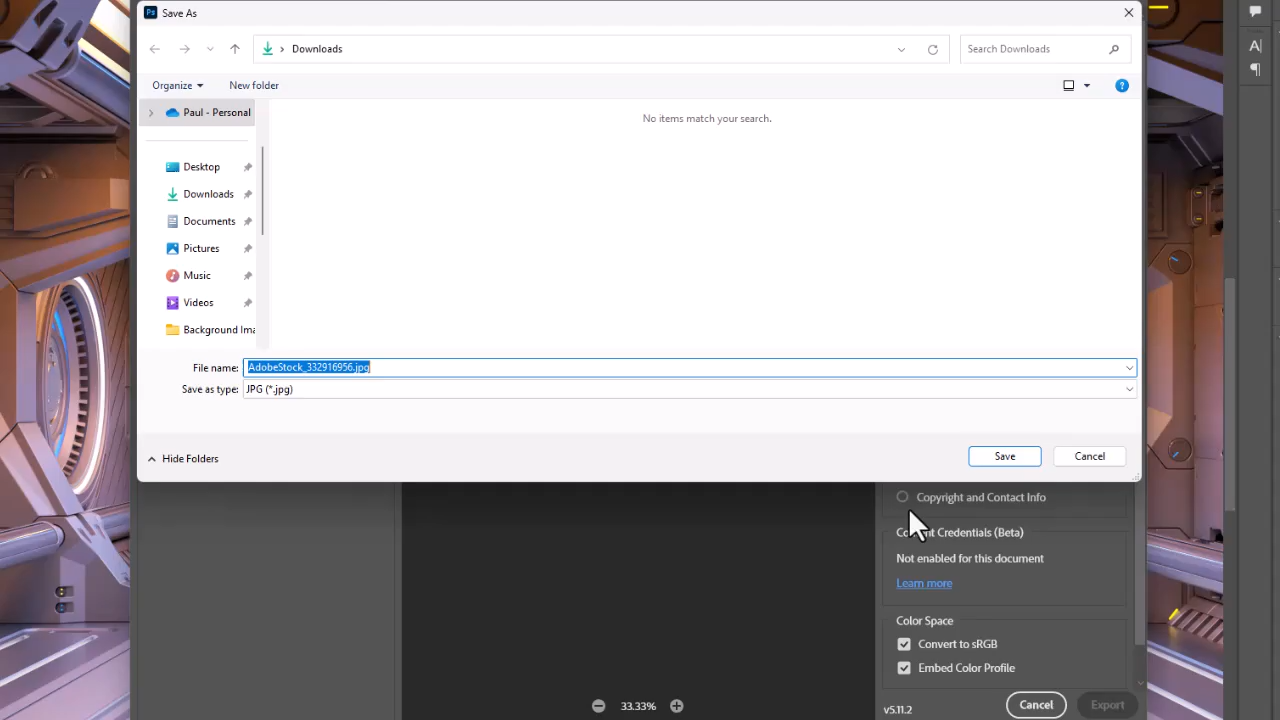 Ps Save As
Downloads
Search Downloads
Organize
New folder
Paul - Personal
No items match your search.
Desktop
Downloads
Documents
Pictures
Music
Videos
Background Ima
File name: AdobeStock_332916956.jpg
Save as type: JPG (*.jpg)
Hide Folders
Save
Cancel
Copyright and Contact Info
Content Credentials (Beta)
Not enabled for this document
Learn more
Color Space
Convert to sRGB
Embed Color Profile
33.33%
v5.11.2
Cancel
Export